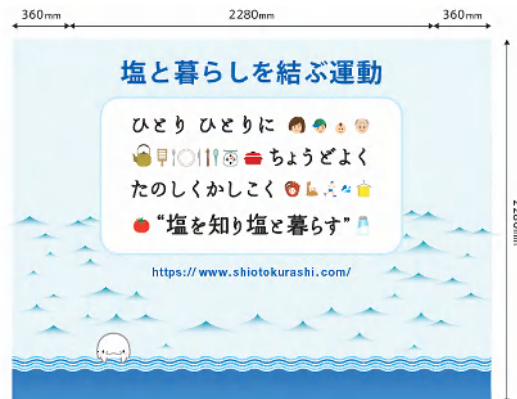 360mm 2280mm 360mm
塩と暮らしを結ぶ運動
ひとり ひとりに
ちょうどよく
たのしくかしこく
“塩を知り塩と暮らす”
https://www.shiotokurashi.com/